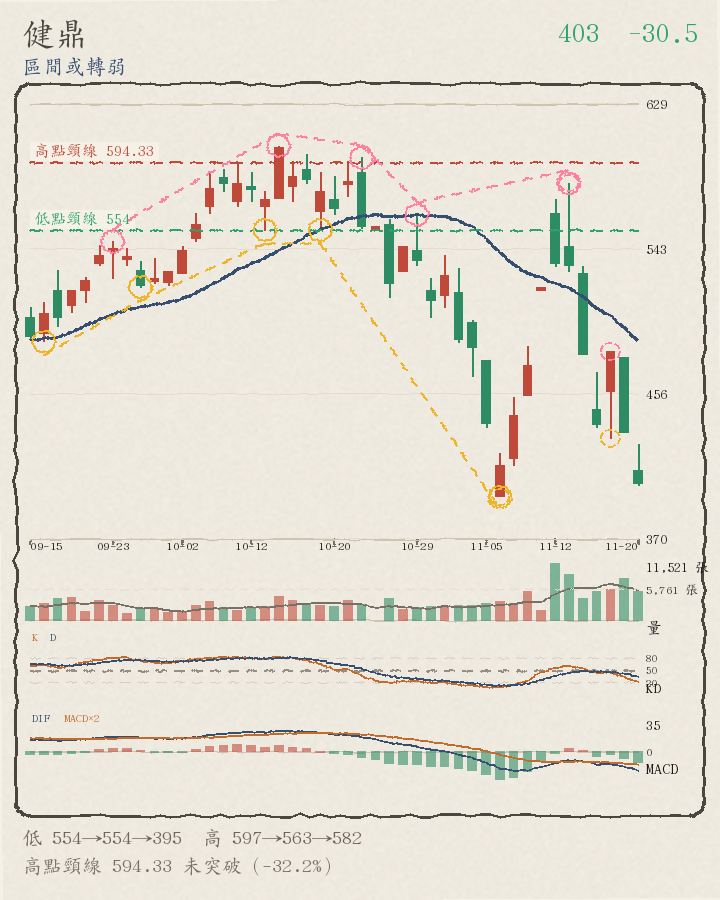 健鼎
403 -30.5
區間或轉弱
629
高點頸線 594.33
低點頸線 554
543
456
370
09-15 09-23 10-02 10-12 10-20 10-29 11-05 11-12 11-20
11,521 張
5,761 張
量
K D
80
50
KD
DIF MACD×2
35
0
MACD
低 554→554→395 高 597→563→582
高點頸線 594.33 未突破 (-32.2%)